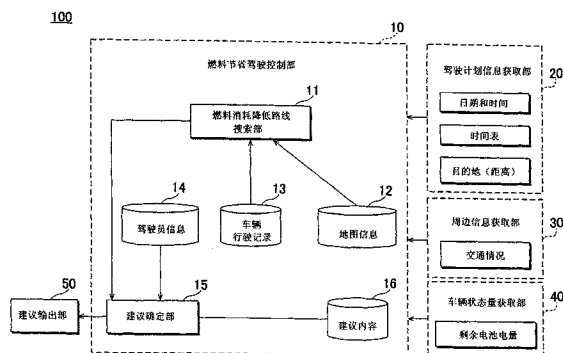 100
10
燃料节省驾驶控制部
11
燃料消耗降低路线
搜索部
14
驾驶员信息
13
车辆
行驶记录
12
地图信息
50
建议输出部
15
建议确定部
16
建议内容
驾驶计划信息获取部
20
日期和时间
时间表
目的地（距离）
周边信息获取部
30
交通情况
车辆状态量获取部
40
剩余电池电量